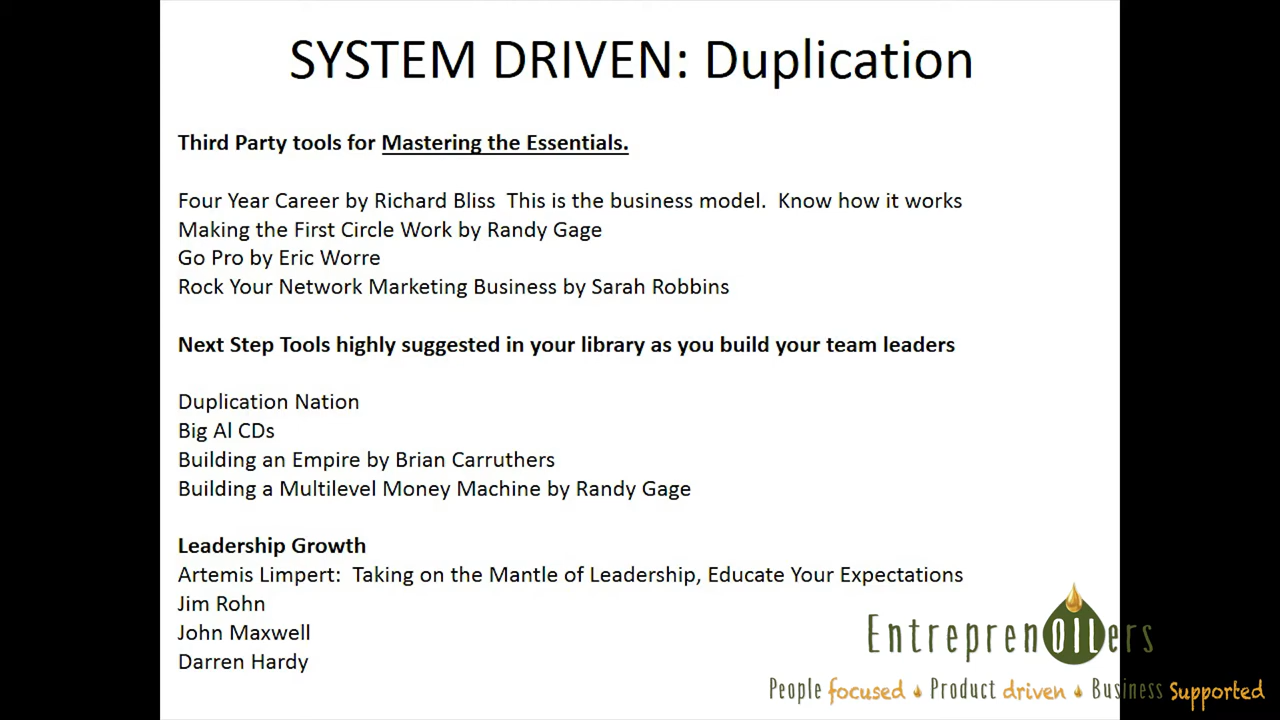 SYSTEM DRIVEN: Duplication
Third Party tools for Mastering the Essentials.
Four Year Career by Richard Bliss  This is the business model.  Know how it works
Making the First Circle Work by Randy Gage
Go Pro by Eric Worre
Rock Your Network Marketing Business by Sarah Robbins
Next Step Tools highly suggested in your library as you build your team leaders
Duplication Nation
Big Al CDs
Building an Empire by Brian Carruthers
Building a Multilevel Money Machine by Randy Gage
Leadership Growth
Artemis Limpert:  Taking on the Mantle of Leadership, Educate Your Expectations
Jim Rohn
John Maxwell
Darren Hardy
EntreprenOILers
People focused Product driven Business Supported